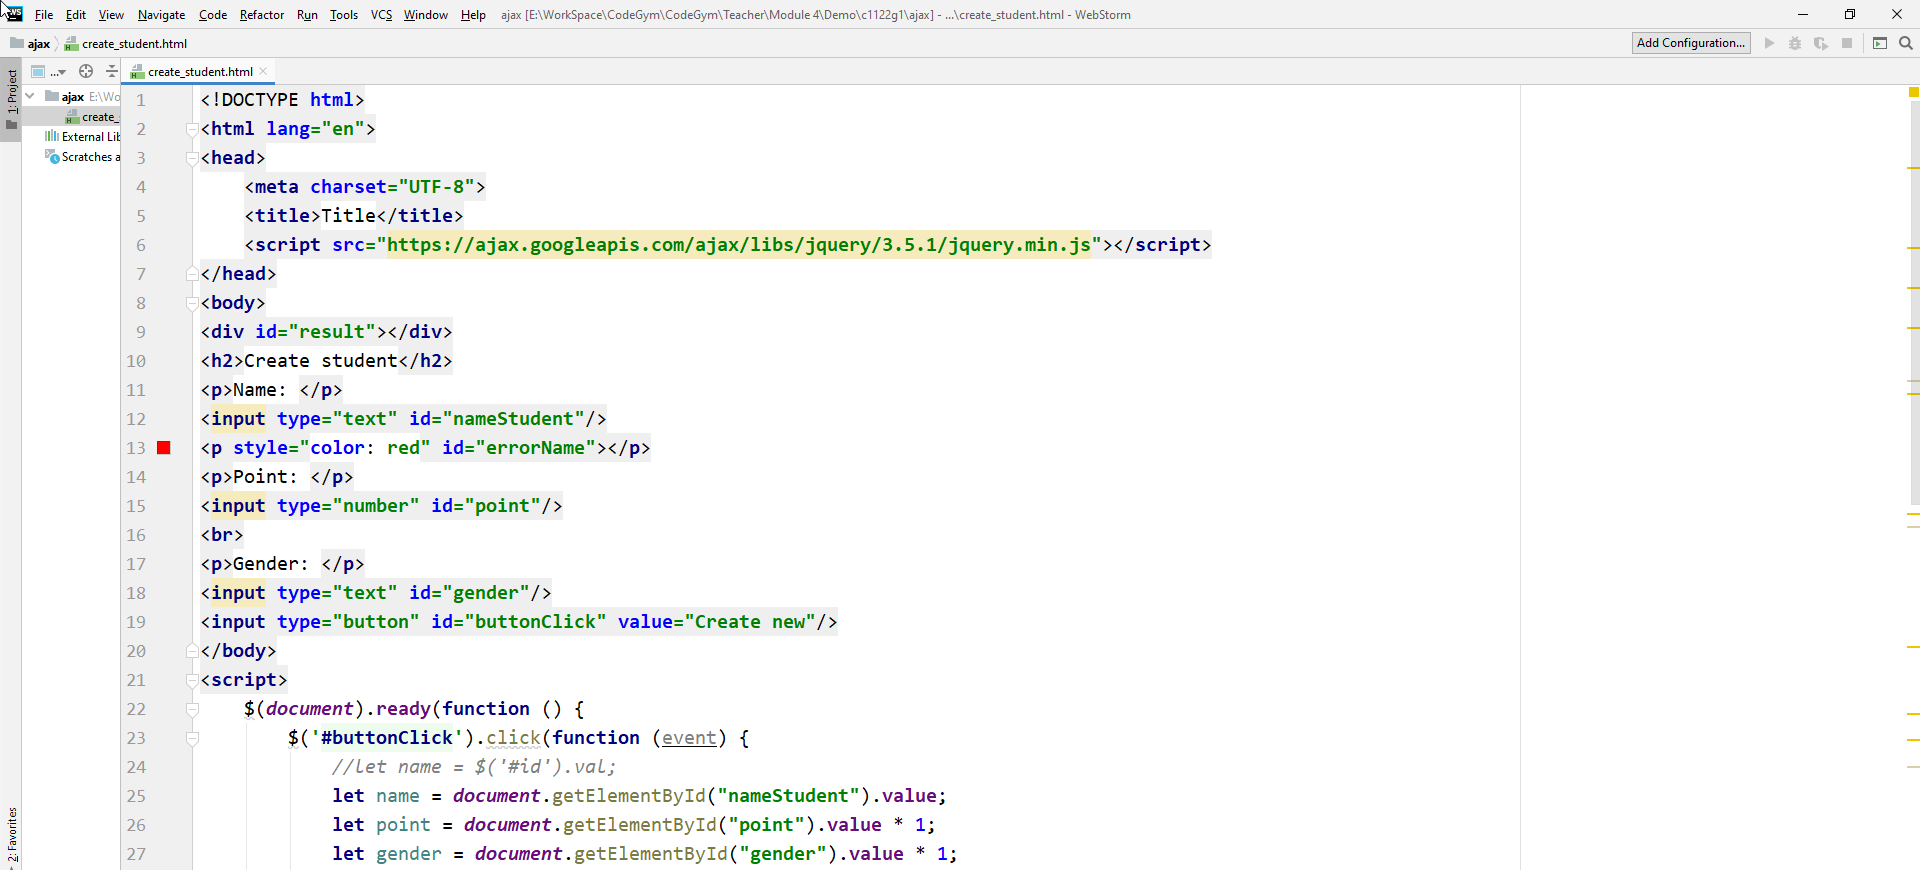 File Edit View Navigate Code Refactor Run Tools VCS Window Help ajax [E:\WorkSpace\CodeGym\CodeGym\Teacher\Module 4\Demo\c1122g1\ajax] - ...\create_student.html - WebStorm
ajax create_student.html Add Configuration...
... create_student.html
1: Project
ajax E:\Wo
create_
External Lib
Scratches a
2: Favorites
1 <!DOCTYPE html>
2 <html lang="en">
3 <head>
4 <meta charset="UTF-8">
5 <title>Title</title>
6 <script src="https://ajax.googleapis.com/ajax/libs/jquery/3.5.1/jquery.min.js"></script>
7 </head>
8 <body>
9 <div id="result"></div>
10 <h2>Create student</h2>
11 <p>Name: </p>
12 <input type="text" id="nameStudent"/>
13 <p style="color: red" id="errorName"></p>
14 <p>Point: </p>
15 <input type="number" id="point"/>
16 <br>
17 <p>Gender: </p>
18 <input type="text" id="gender"/>
19 <input type="button" id="buttonClick" value="Create new"/>
20 </body>
21 <script>
22 $(document).ready(function () {
23 $('#buttonClick').click(function (event) {
24 //let name = $('#id').val;
25 let name = document.getElementById("nameStudent").value;
26 let point = document.getElementById("point").value * 1;
27 let gender = document.getElementById("gender").value * 1;